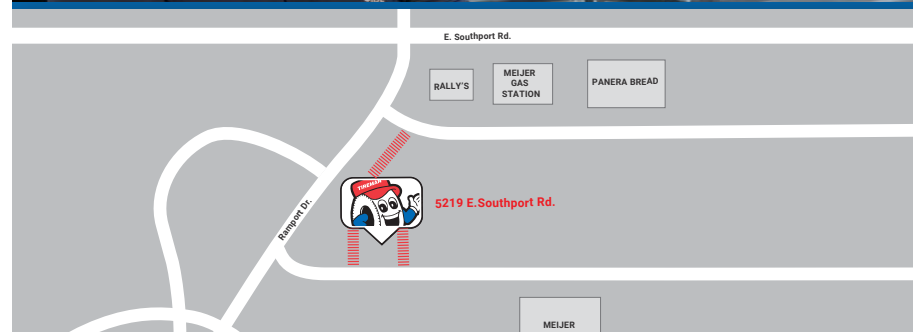 E. Southport Rd.
RALLY'S
MEIJER
GAS
STATION
PANERA BREAD
TIREMAN
5219 E.Southport Rd.
Ramport Dr.
MEIJER